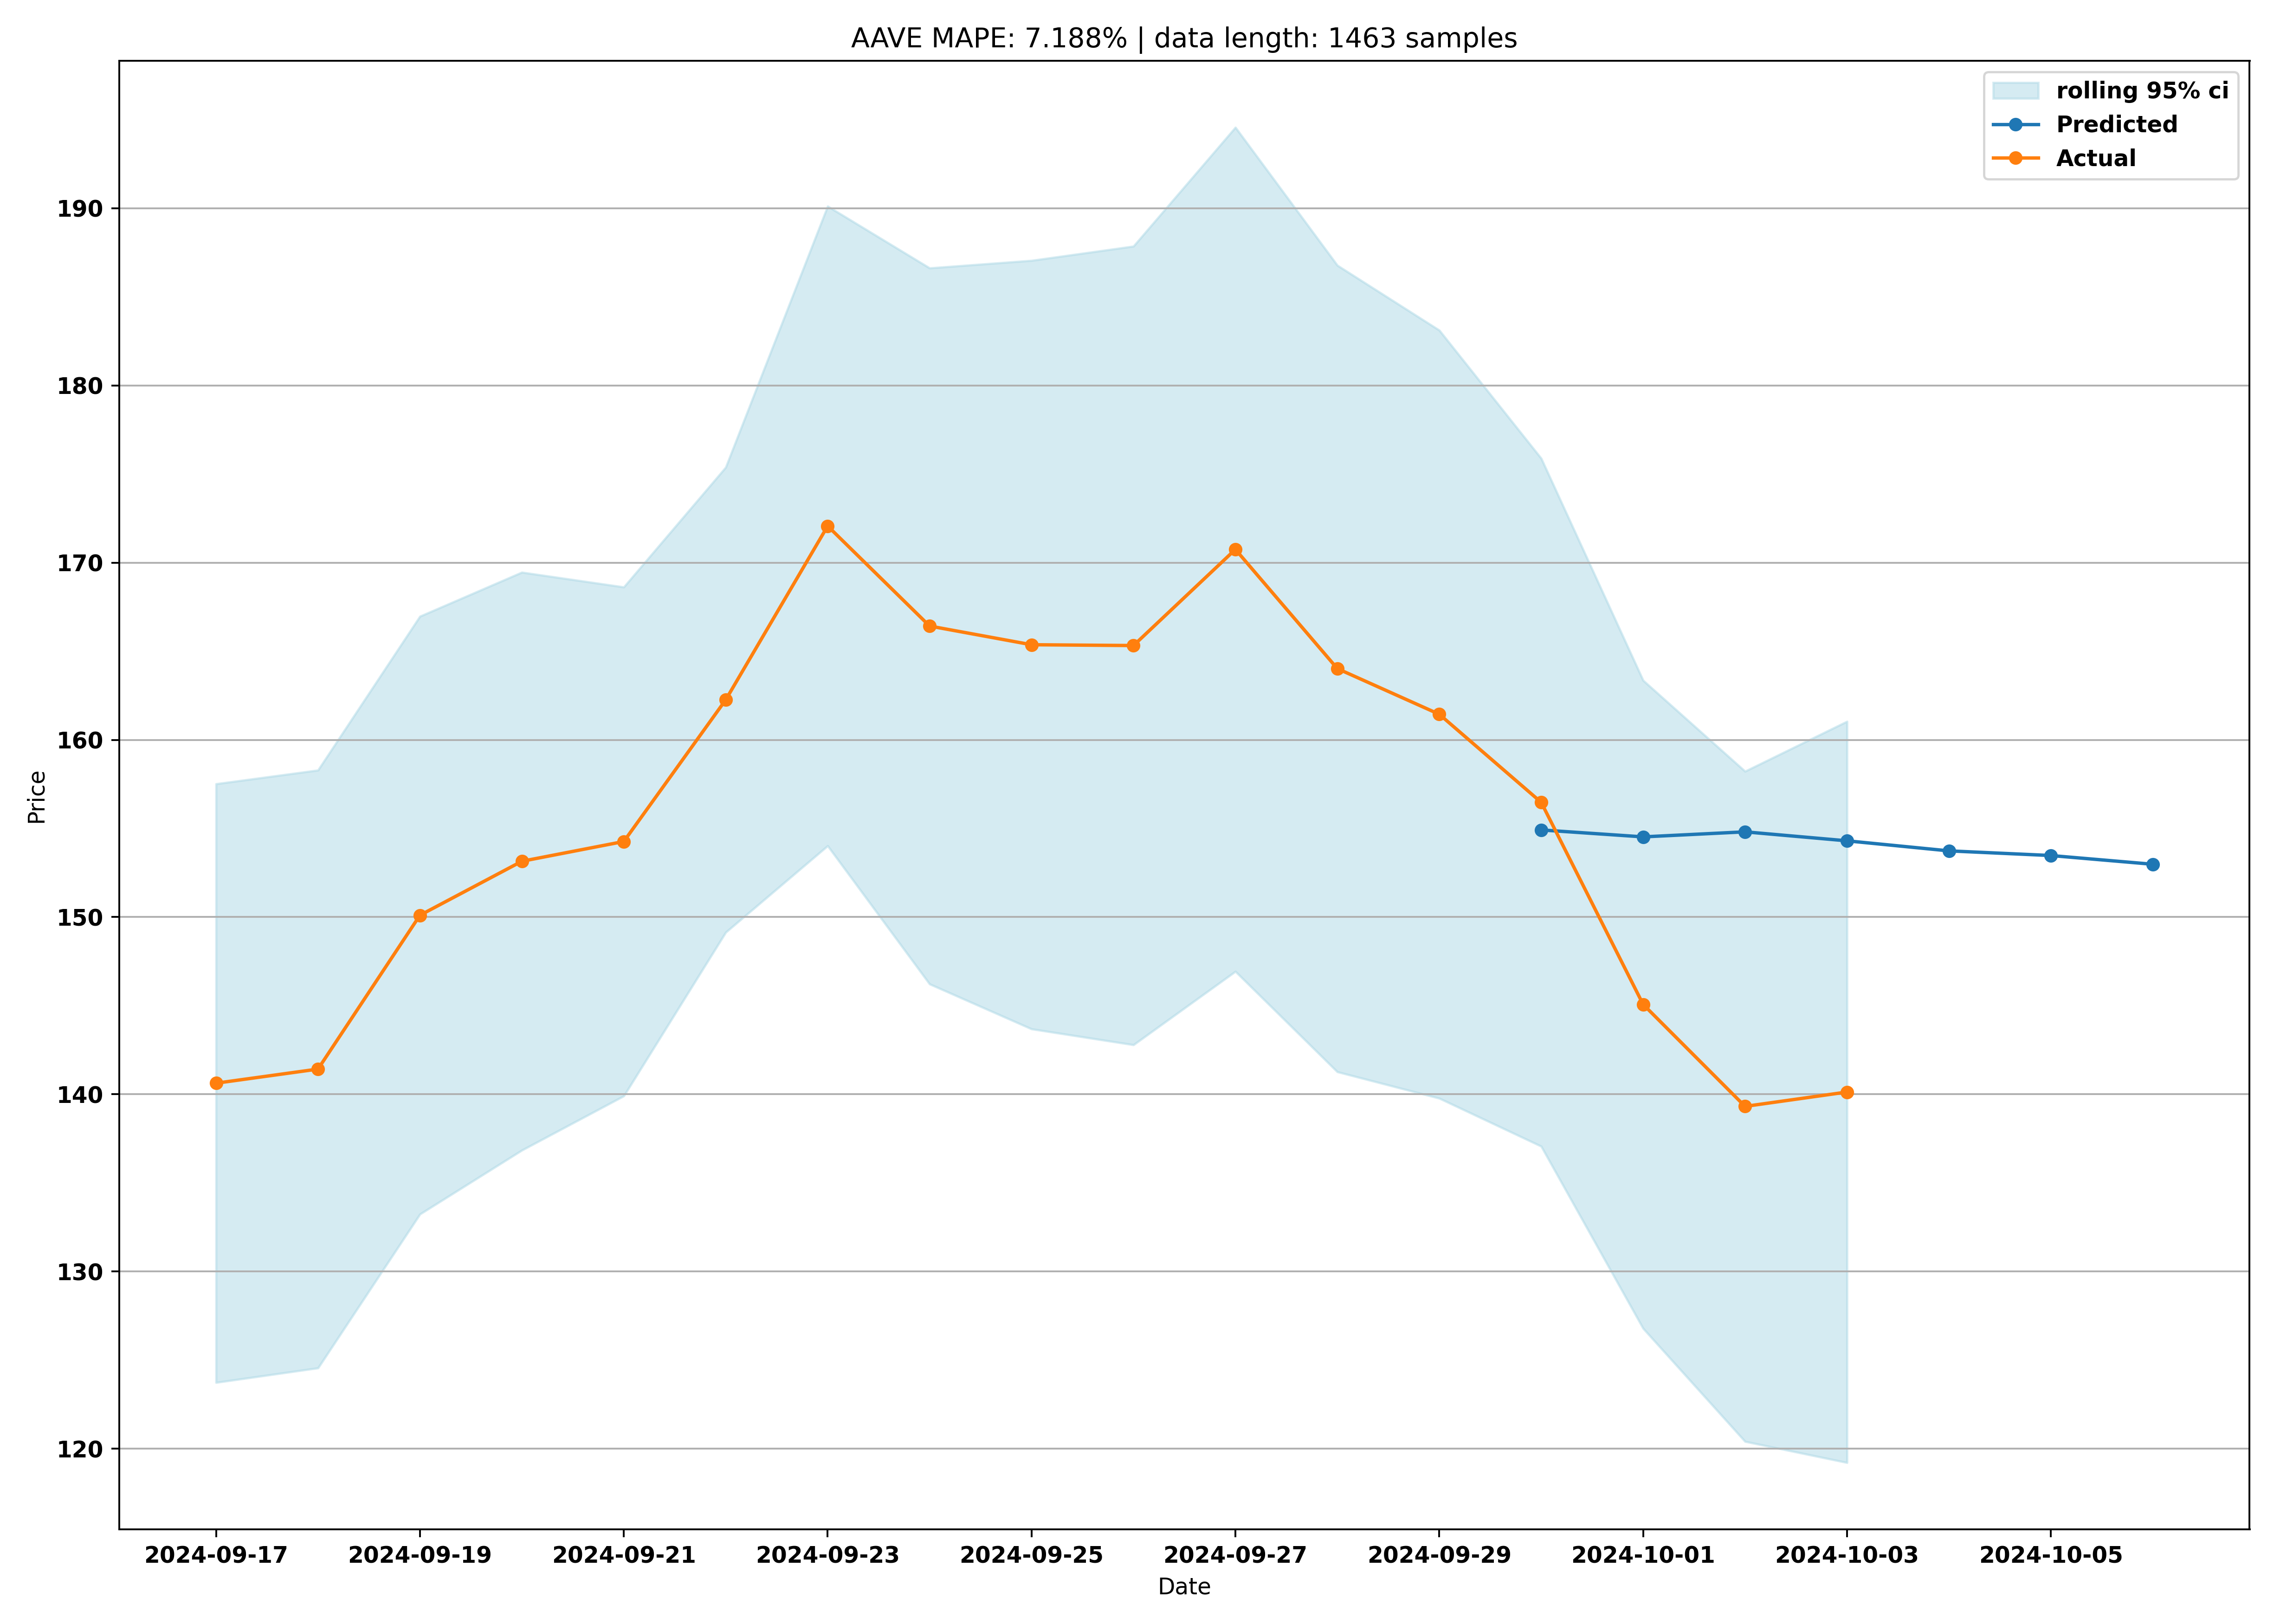 AAVE MAPE: 7.188% | data length: 1463 samples
rolling 95% ci
Predicted
Actual
190
180
170
160
150
140
130
120
Price
2024-09-17 2024-09-19 2024-09-21 2024-09-23 2024-09-25 2024-09-27 2024-09-29 2024-10-01 2024-10-03 2024-10-05
Date